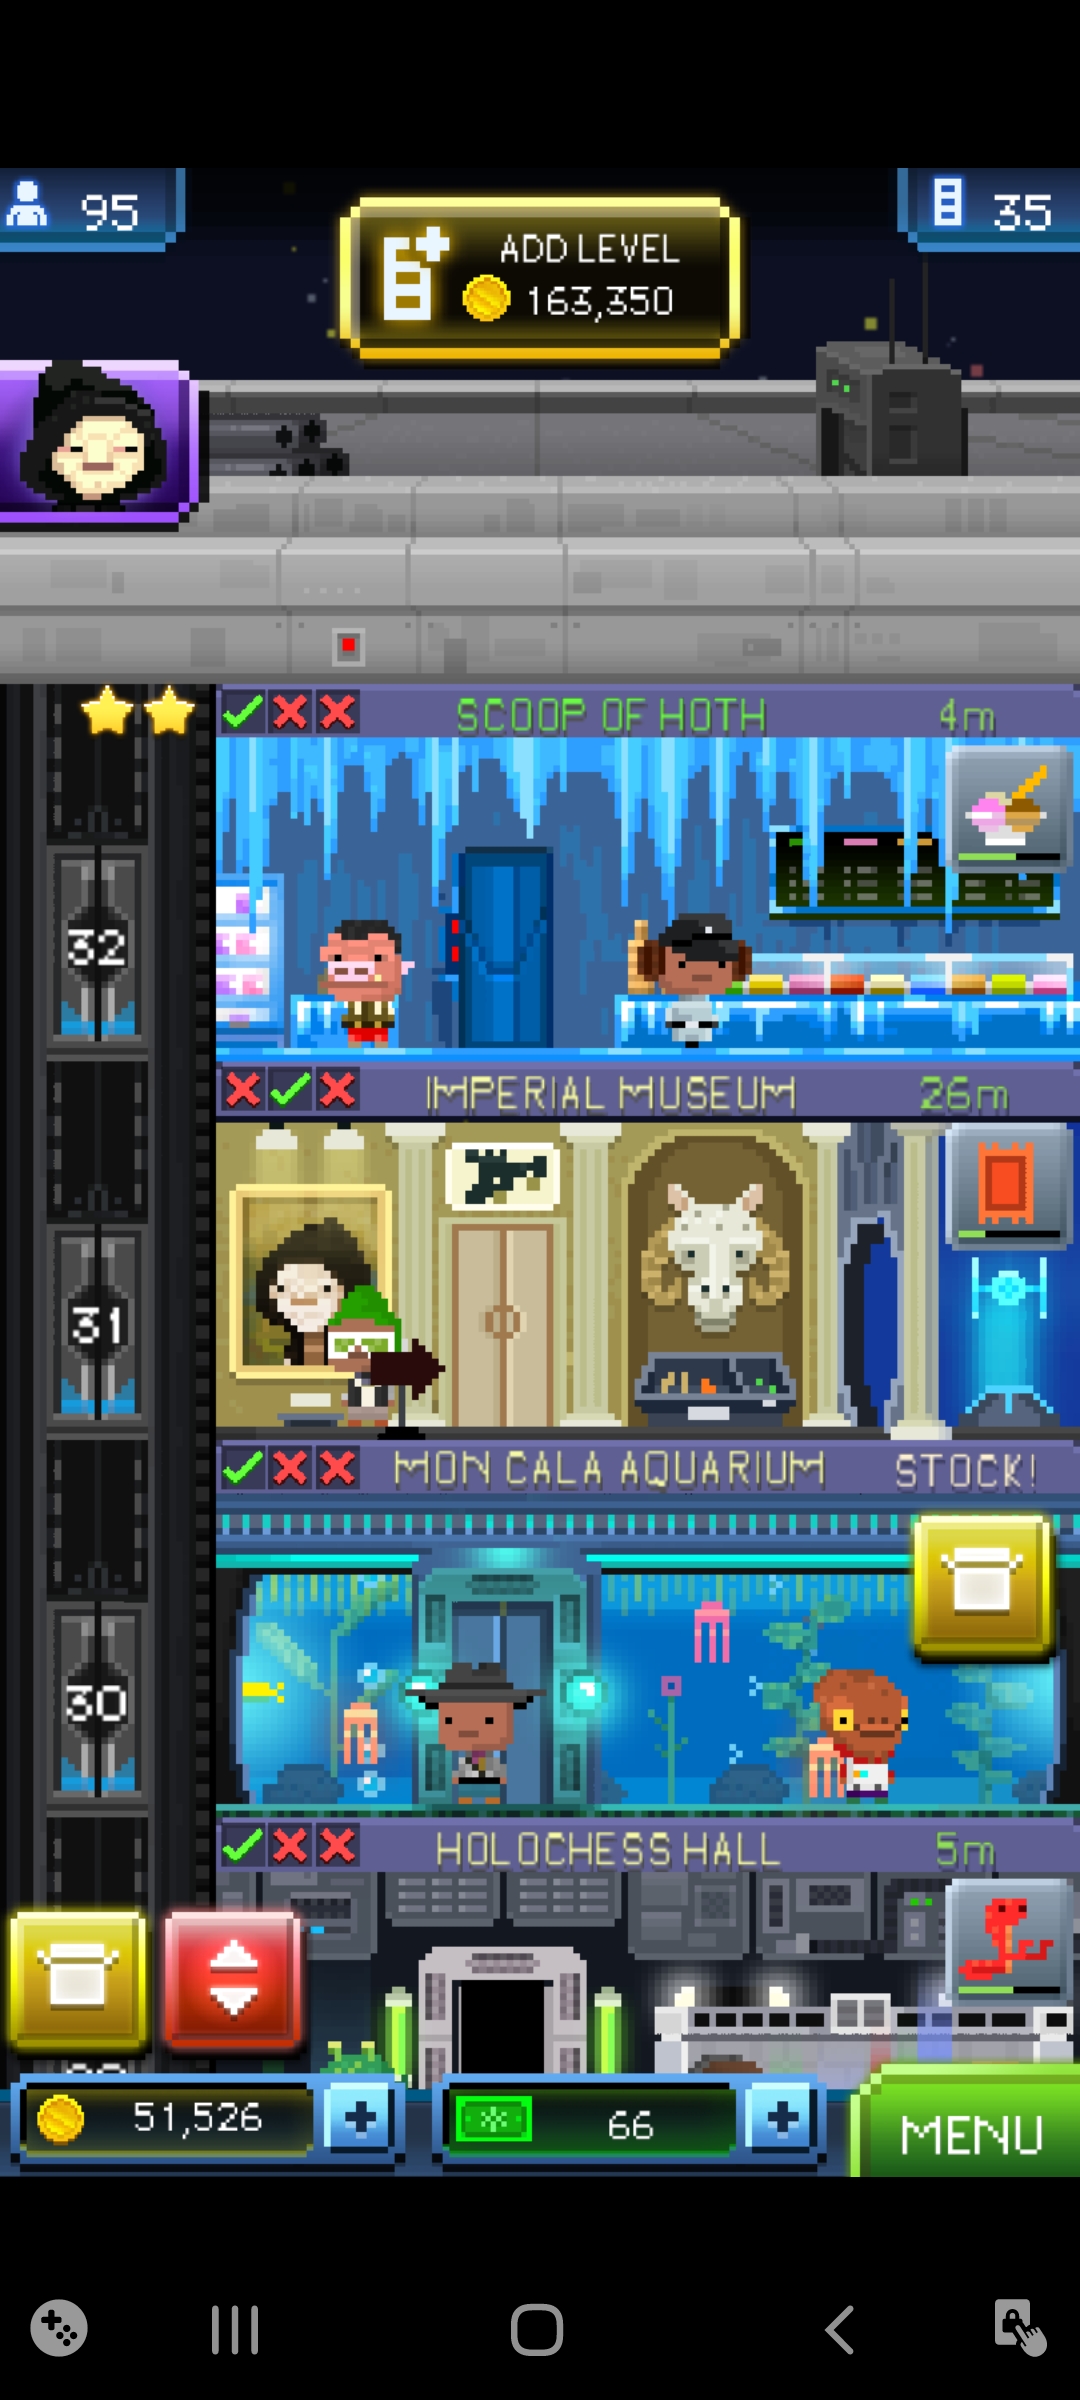 95
ADD LEVEL
163,350
35
SCOOP OF HOTH 4m
32
IMPERIAL MUSEUM 26m
31
MON CALA AQUARIUM STOCK!
30
HOLOCHESS HALL 5m
51,526
66
MENU